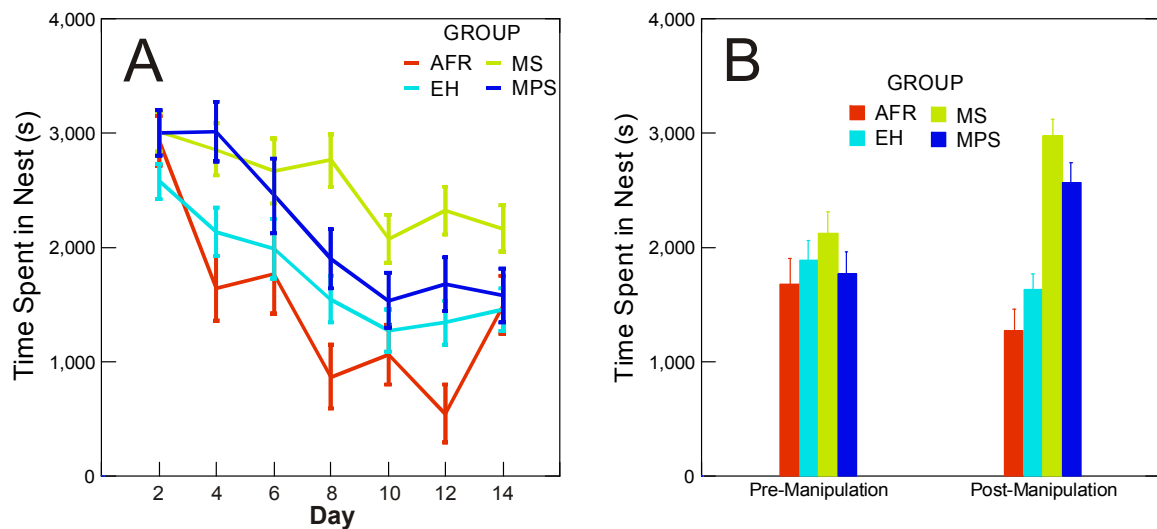 A
Time Spent in Nest (s)
4,000
3,000
2,000
1,000
0
GROUP
AFR MS
EH MPS
2 4 6 8 10 12 14
Day
B
Time Spent in Nest (s)
4,000
3,000
2,000
1,000
0
GROUP
AFR MS
EH MPS
Pre-Manipulation Post-Manipulation